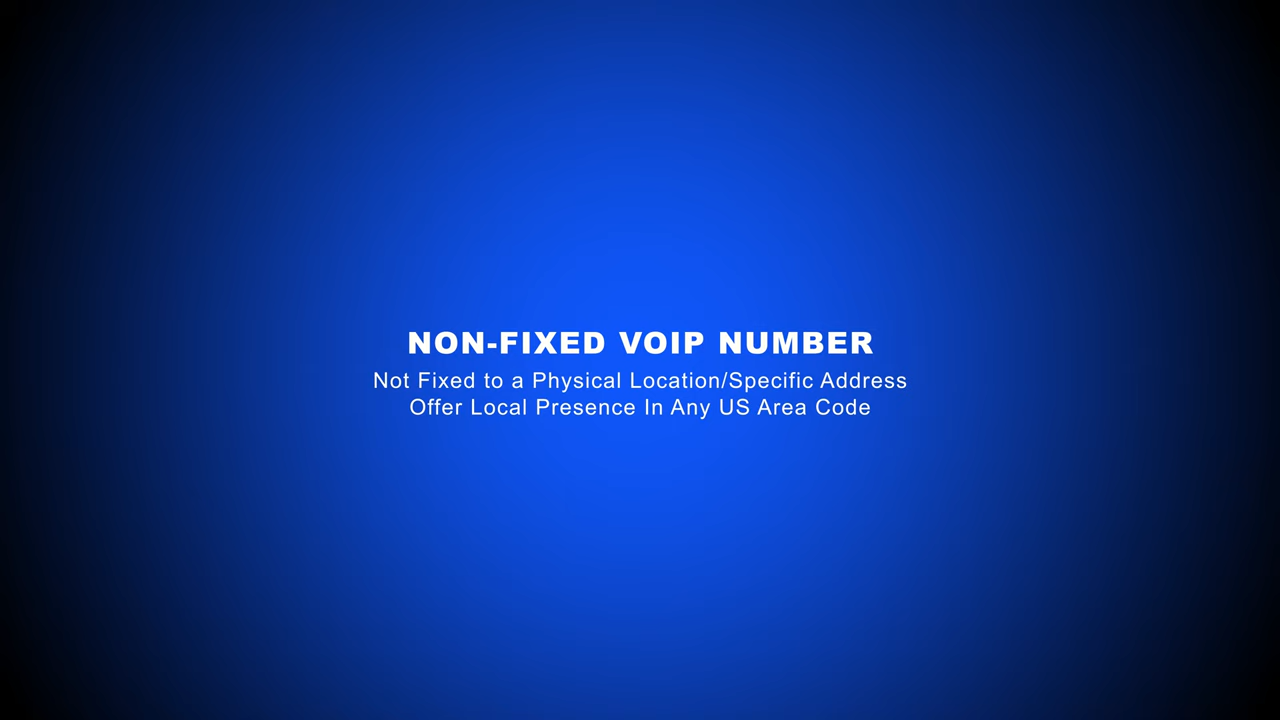 NON-FIXED VOIP NUMBER
Not Fixed to a Physical Location/Specific Address
Offer Local Presence In Any US Area Code